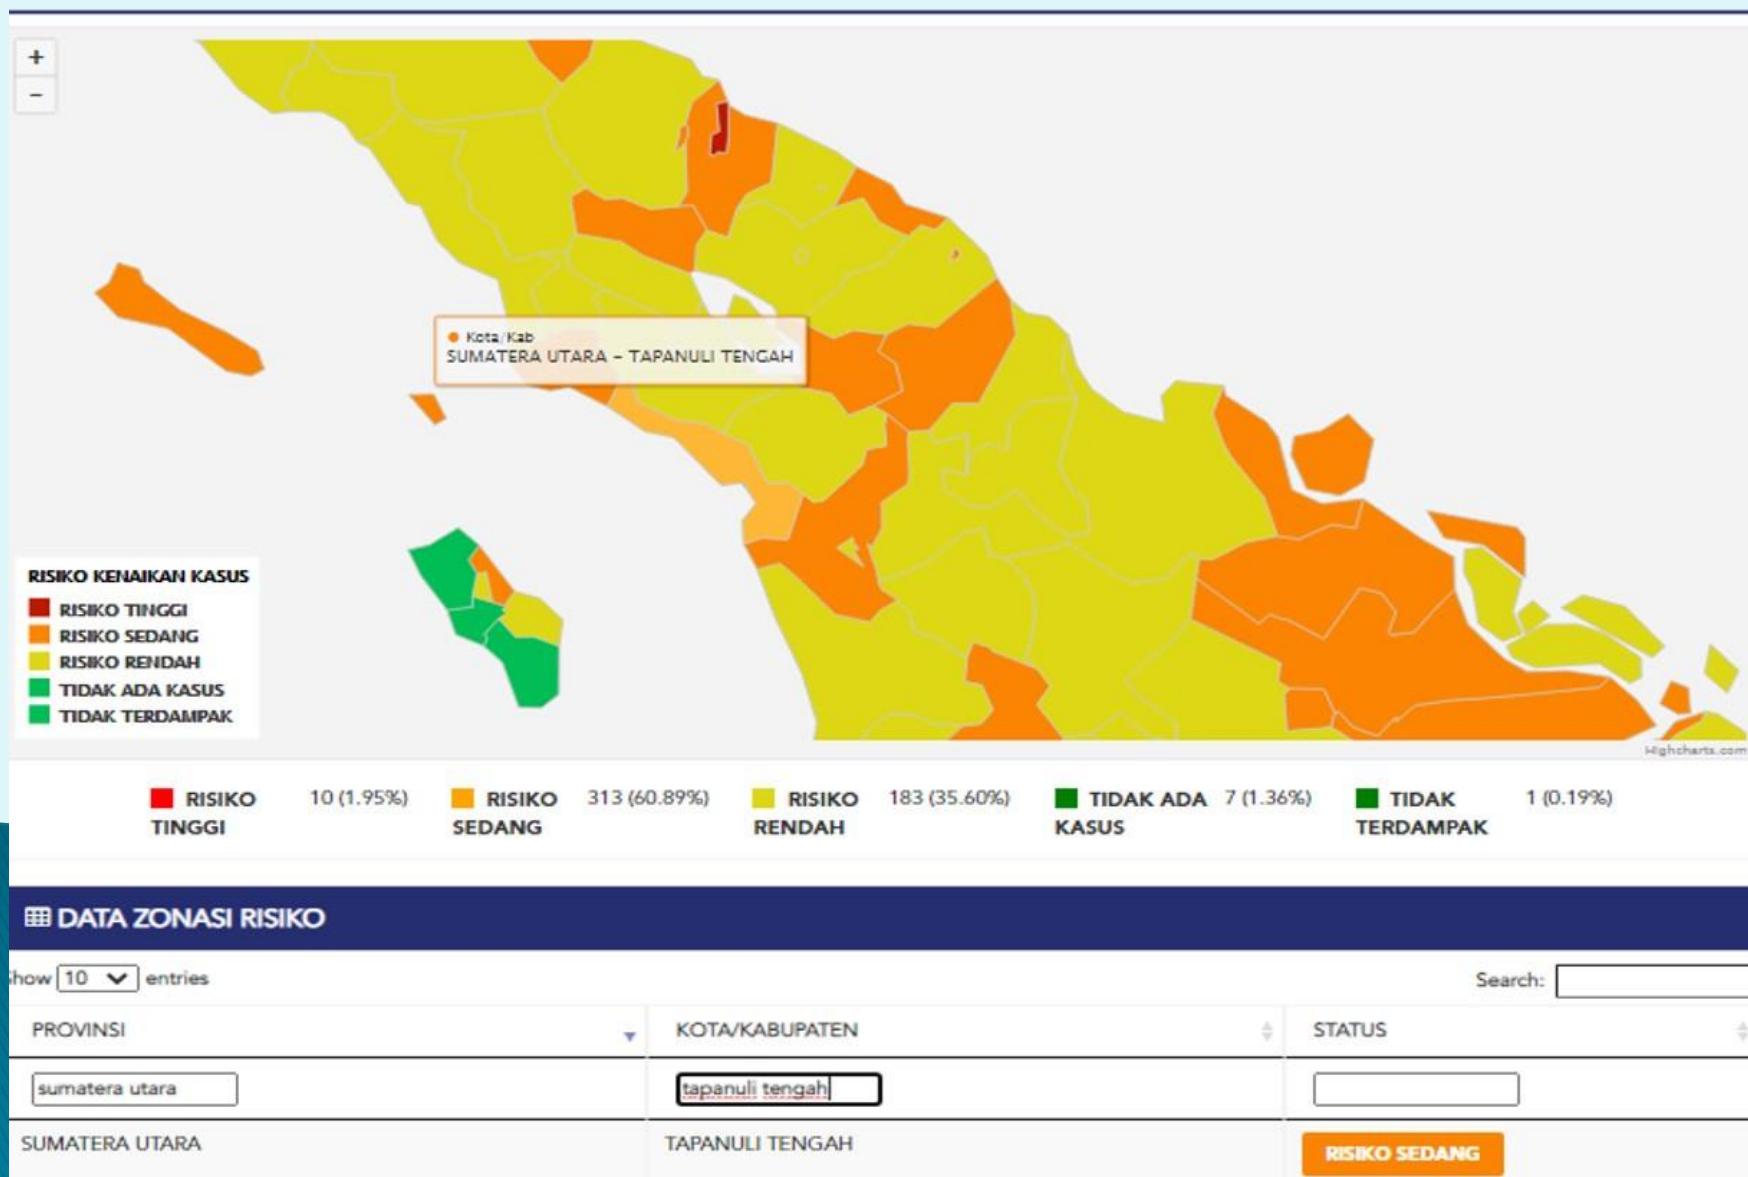 +
−
Kota/Kab
SUMATERA UTARA – TAPANULI TENGAH
RISIKO KENAIKAN KASUS
RISIKO TINGGI
RISIKO SEDANG
RISIKO RENDAH
TIDAK ADA KASUS
TIDAK TERDAMPAK
Highcharts.com
RISIKO TINGGI 10 (1.95%)
RISIKO SEDANG 313 (60.89%)
RISIKO RENDAH 183 (35.60%)
TIDAK ADA KASUS 7 (1.36%)
TIDAK TERDAMPAK 1 (0.19%)
DATA ZONASI RISIKO
how 10 entries Search:
PROVINSI KOTA/KABUPATEN STATUS
sumatera utara tapanuli tengah
SUMATERA UTARA TAPANULI TENGAH RISIKO SEDANG